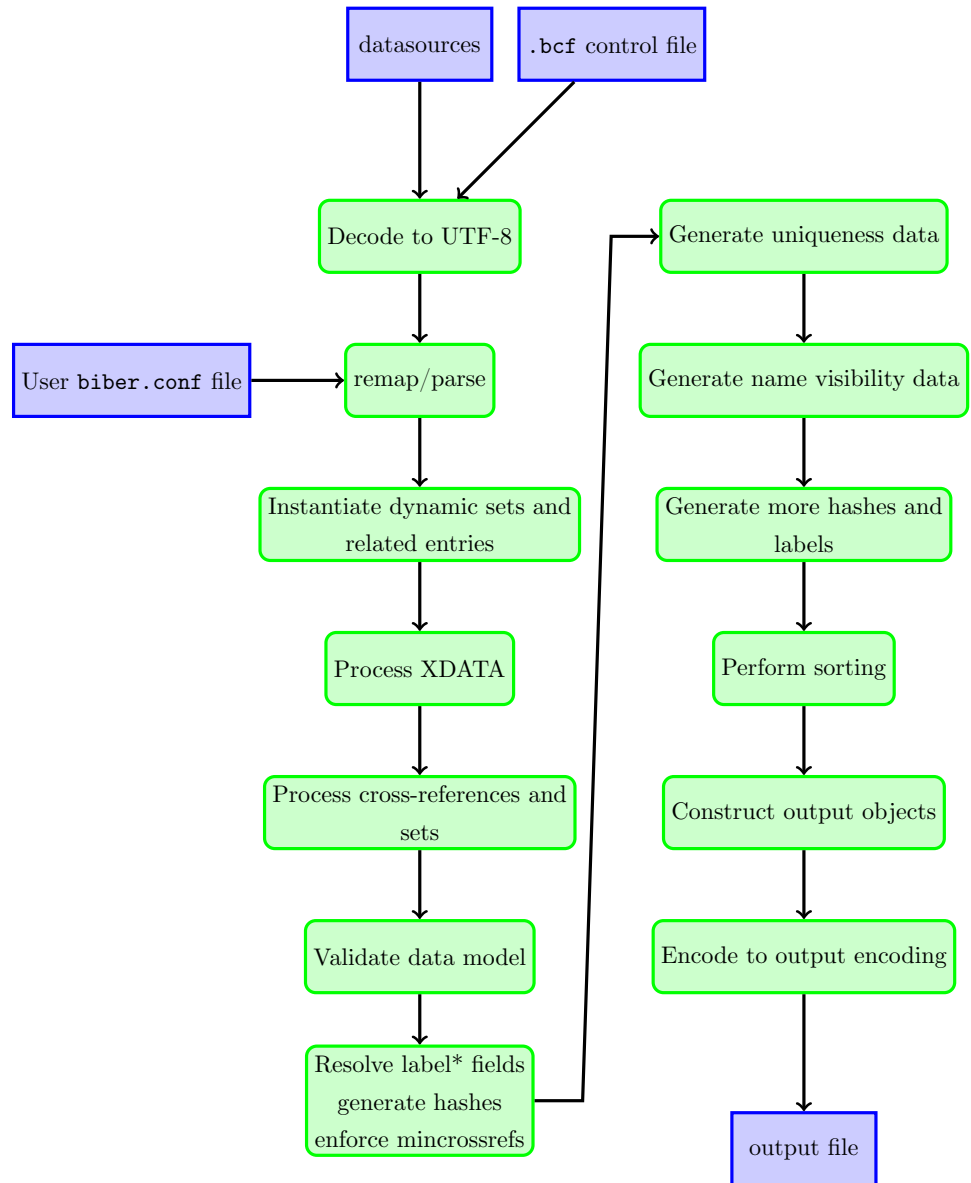 datasources
.bcf control file
Decode to UTF-8
User biber.conf file
remap/parse
Instantiate dynamic sets and
related entries
Process XDATA
Process cross-references and
sets
Validate data model
Resolve label* fields
generate hashes
enforce mincrossrefs
Generate uniqueness data
Generate name visibility data
Generate more hashes and
labels
Perform sorting
Construct output objects
Encode to output encoding
output file